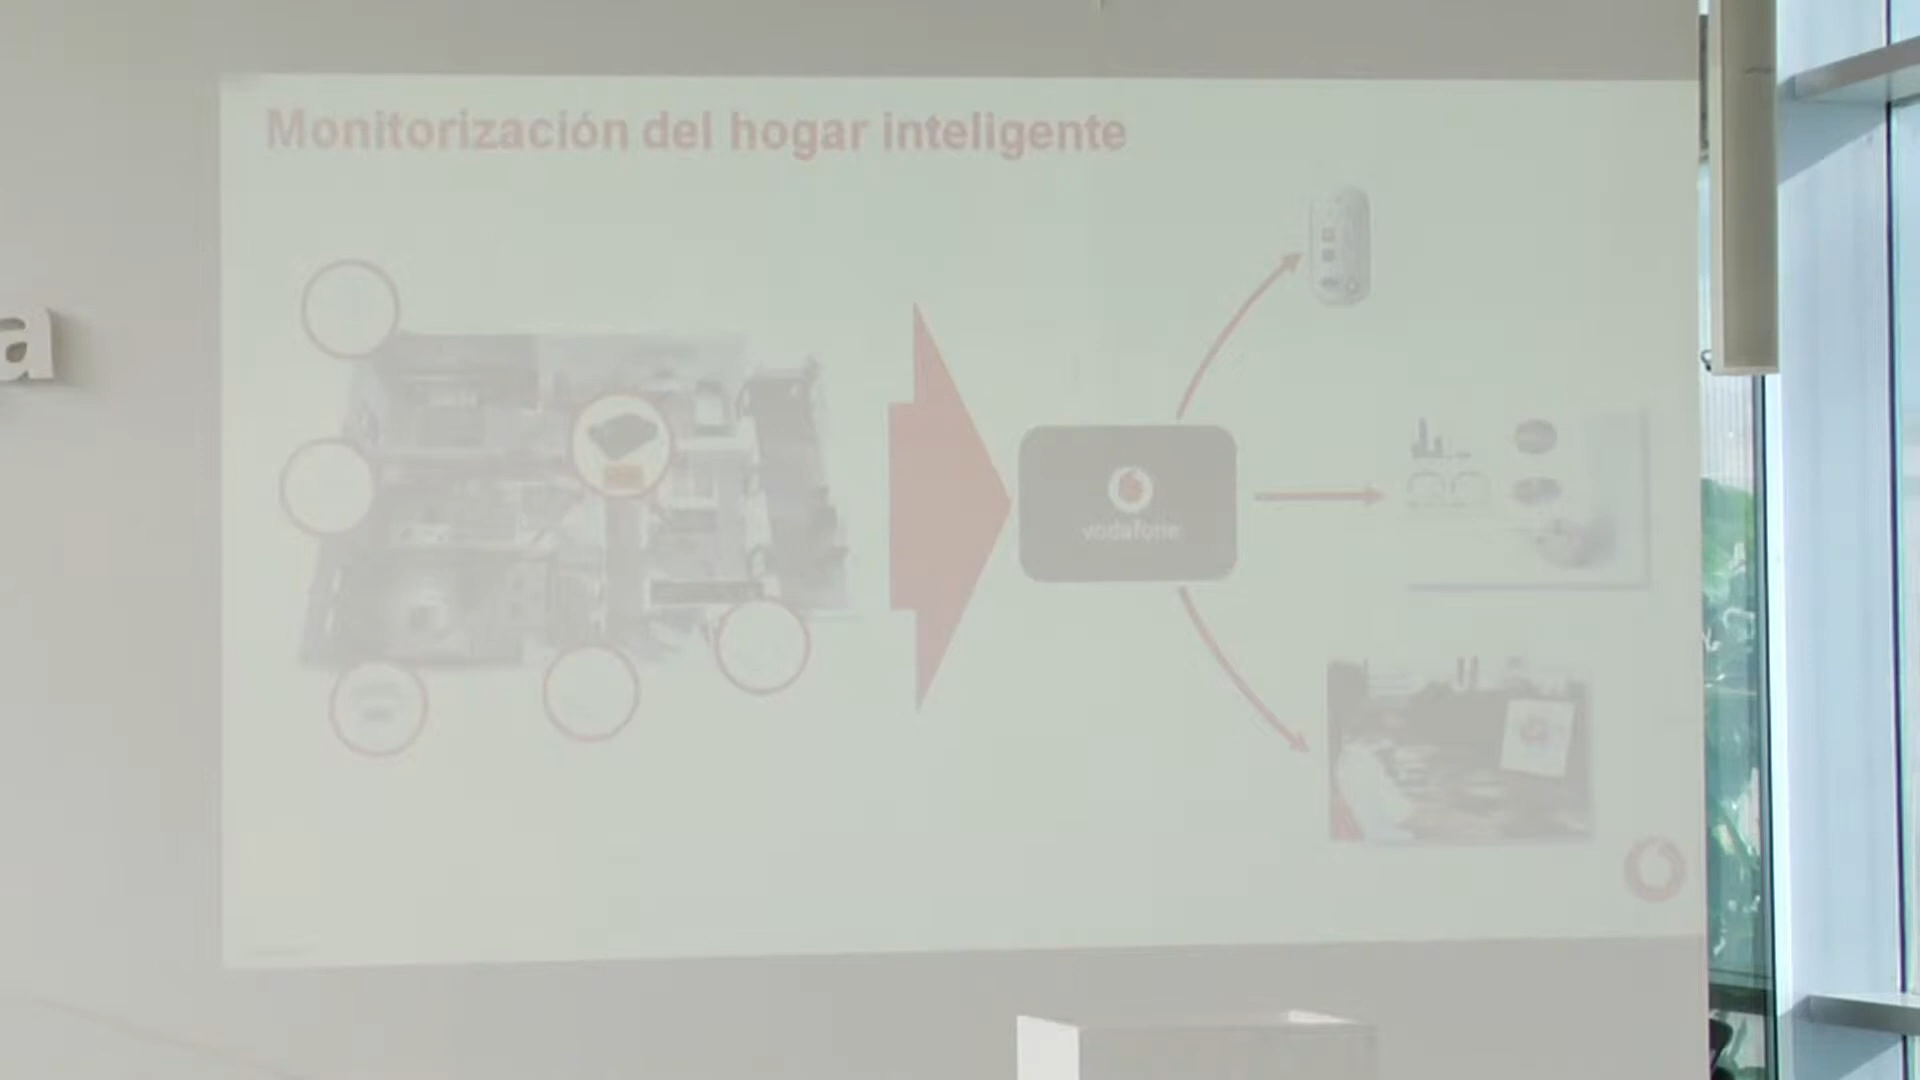 Monitorización del hogar inteligente
a
vodafone